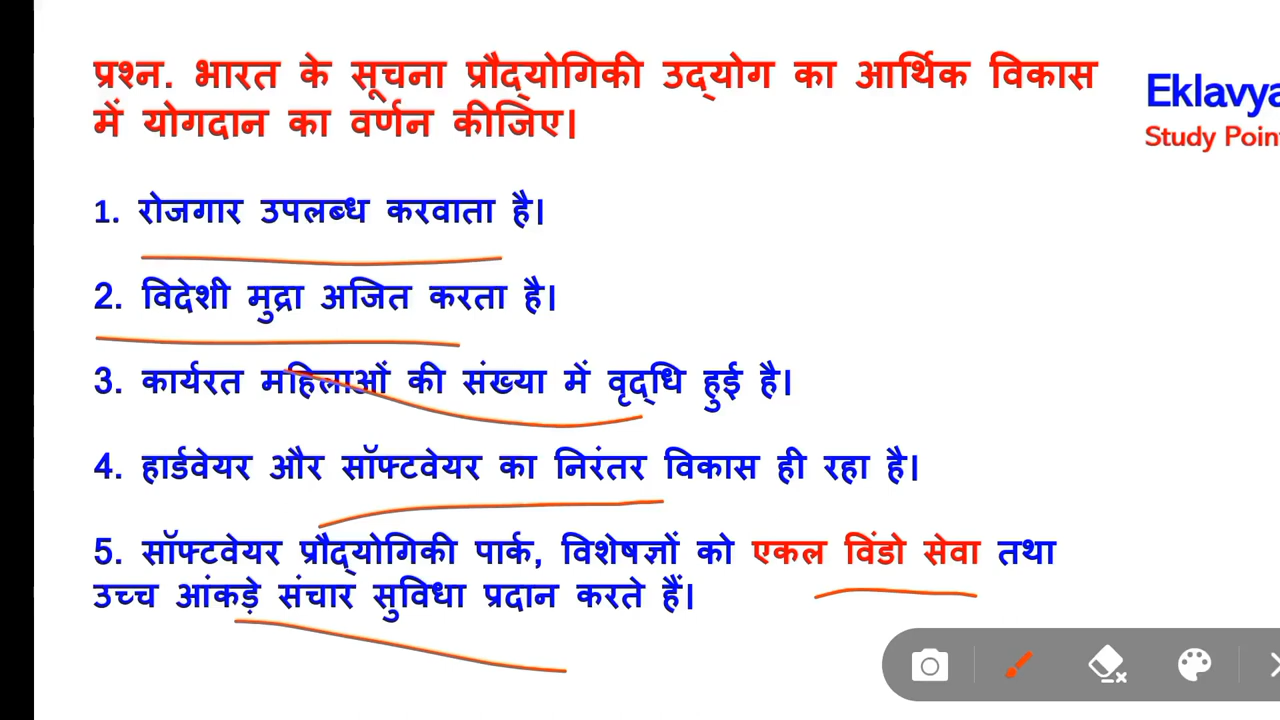 प्रश्न. भारत के सूचना प्रौद्योगिकी उद्योग का आर्थिक विकास
में योगदान का वर्णन कीजिए।
Eklavya
Study Point
1. रोजगार उपलब्ध करवाता है।
2. विदेशी मुद्रा अजित करता है।
3. कार्यरत महिलाओं की संख्या में वृद्धि हुई है।
4. हार्डवेयर और सॉफ्टवेयर का निरंतर विकास ही रहा है।
5. सॉफ्टवेयर प्रौद्योगिकी पार्क, विशेषज्ञों को एकल विंडो सेवा तथा
उच्च आंकड़े संचार सुविधा प्रदान करते हैं।